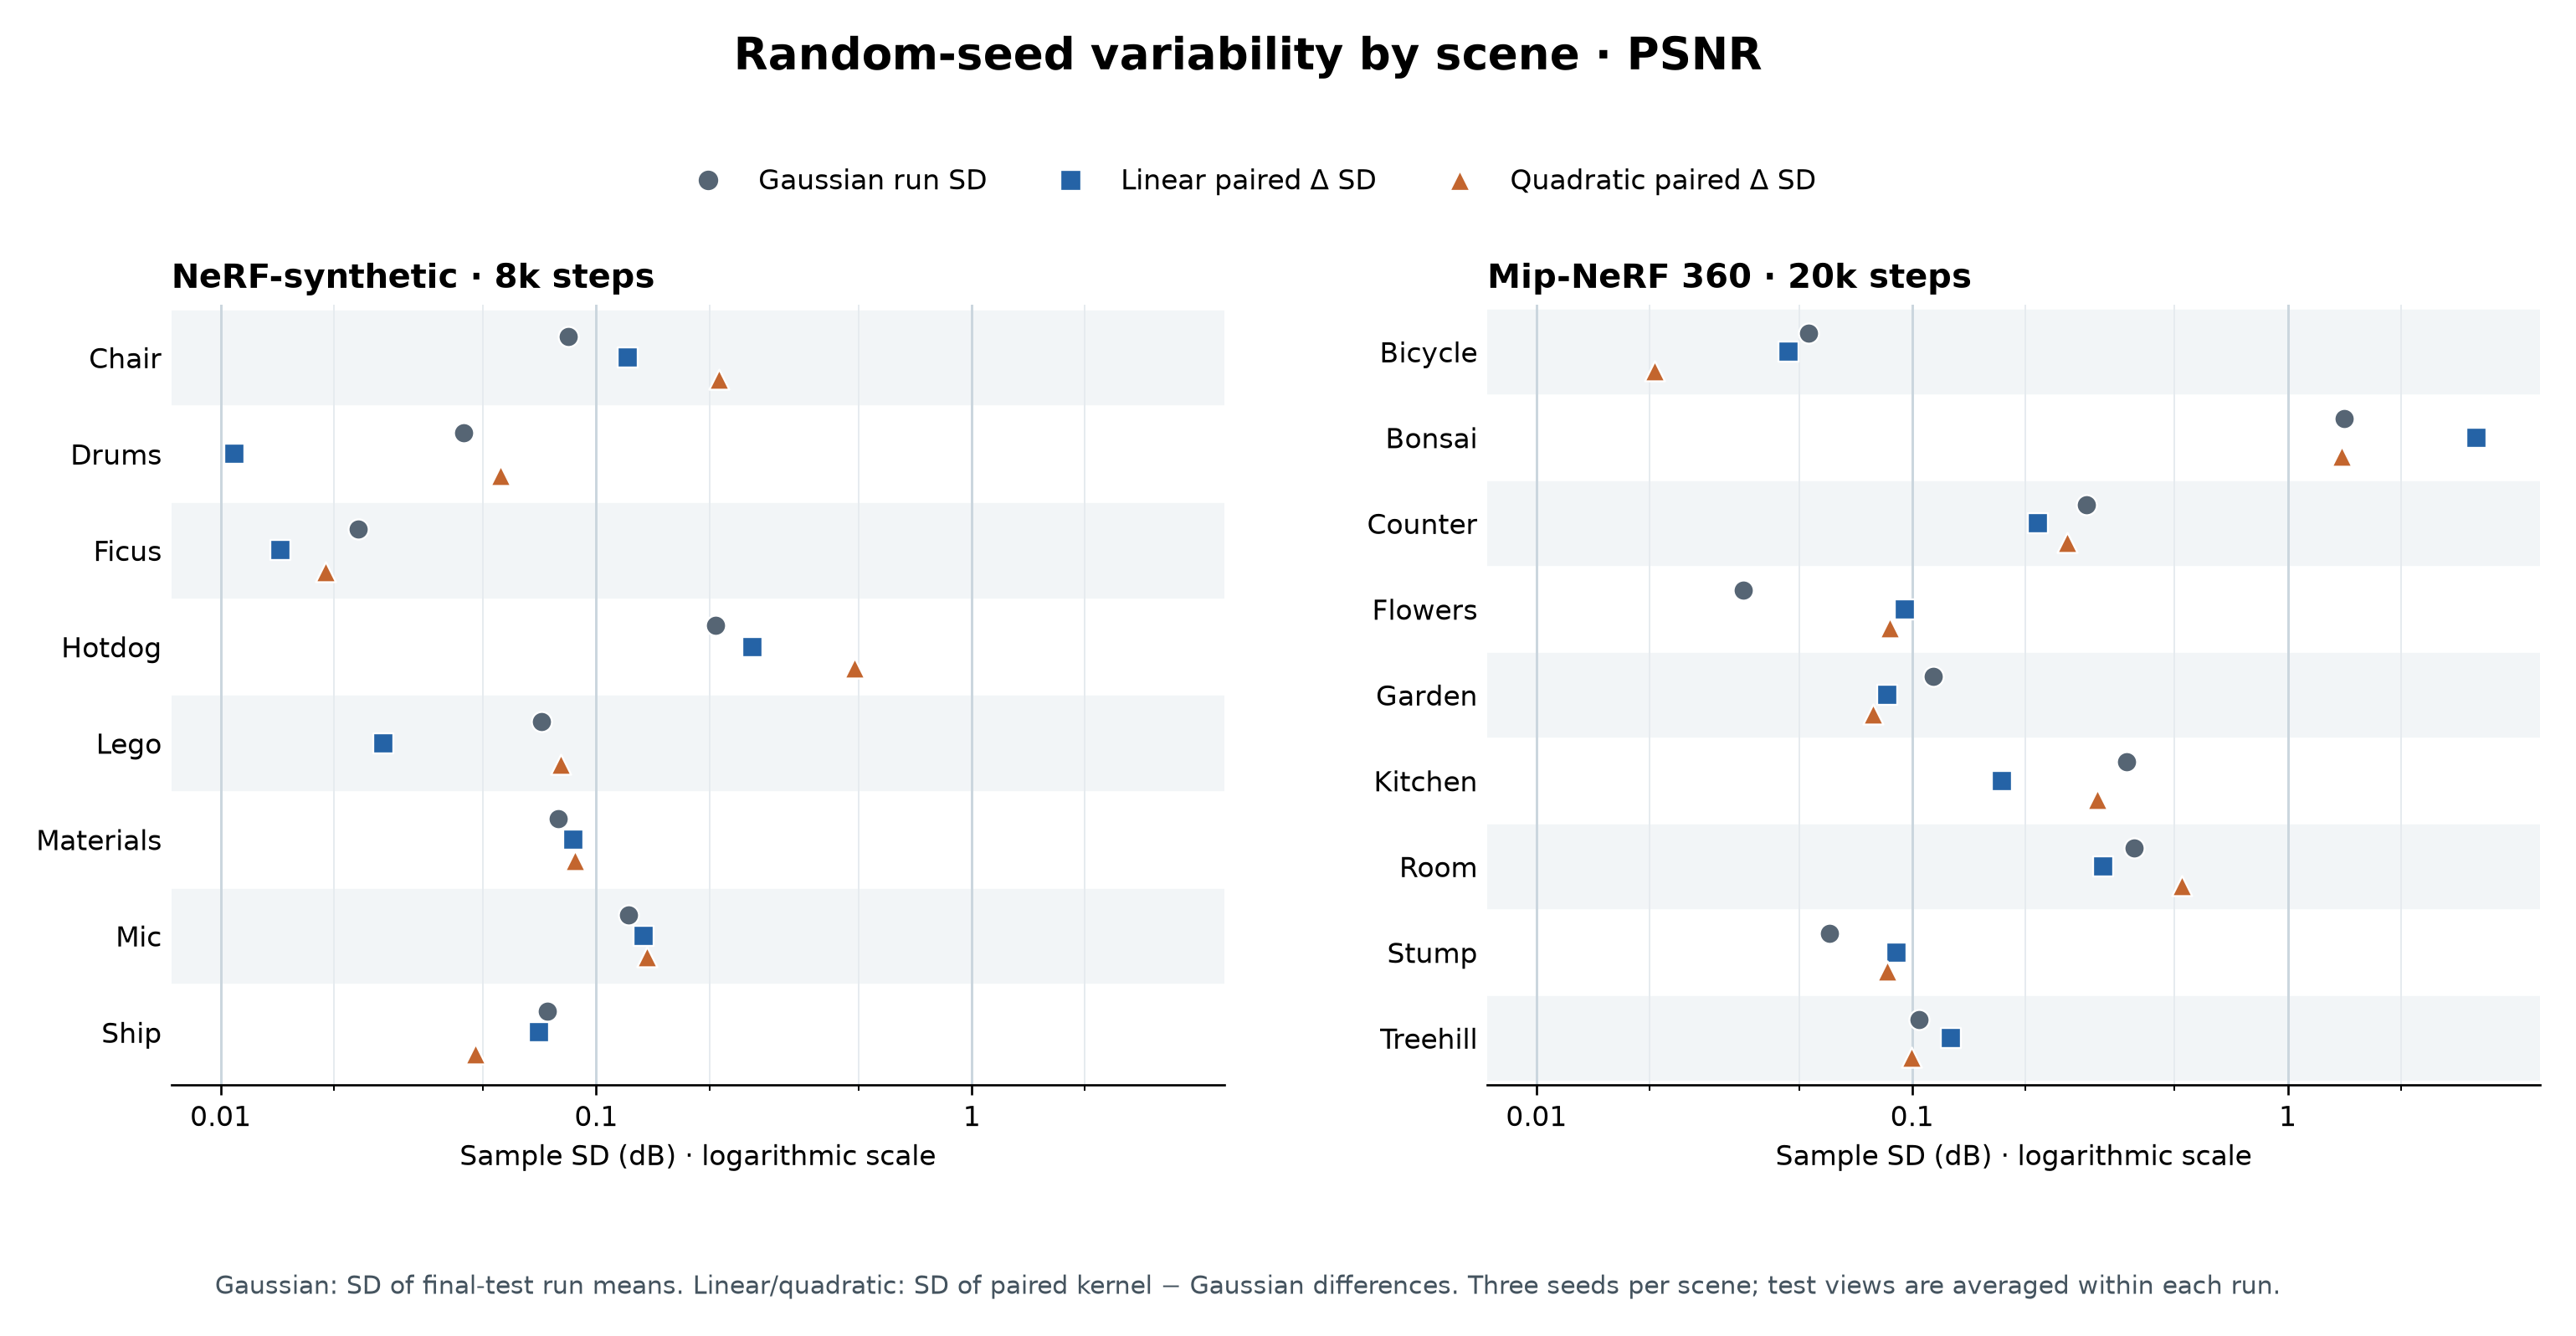 Random-seed variability by scene · PSNR
Gaussian run SD
Linear paired Δ SD
Quadratic paired Δ SD
NeRF-synthetic · 8k steps
Chair
Drums
Ficus
Hotdog
Lego
Materials
Mic
Ship
0.01
0.1
1
Sample SD (dB) · logarithmic scale
Mip-NeRF 360 · 20k steps
Bicycle
Bonsai
Counter
Flowers
Garden
Kitchen
Room
Stump
Treehill
0.01
0.1
1
Sample SD (dB) · logarithmic scale
Gaussian: SD of final-test run means. Linear/quadratic: SD of paired kernel − Gaussian differences. Three seeds per scene; test views are averaged within each run.